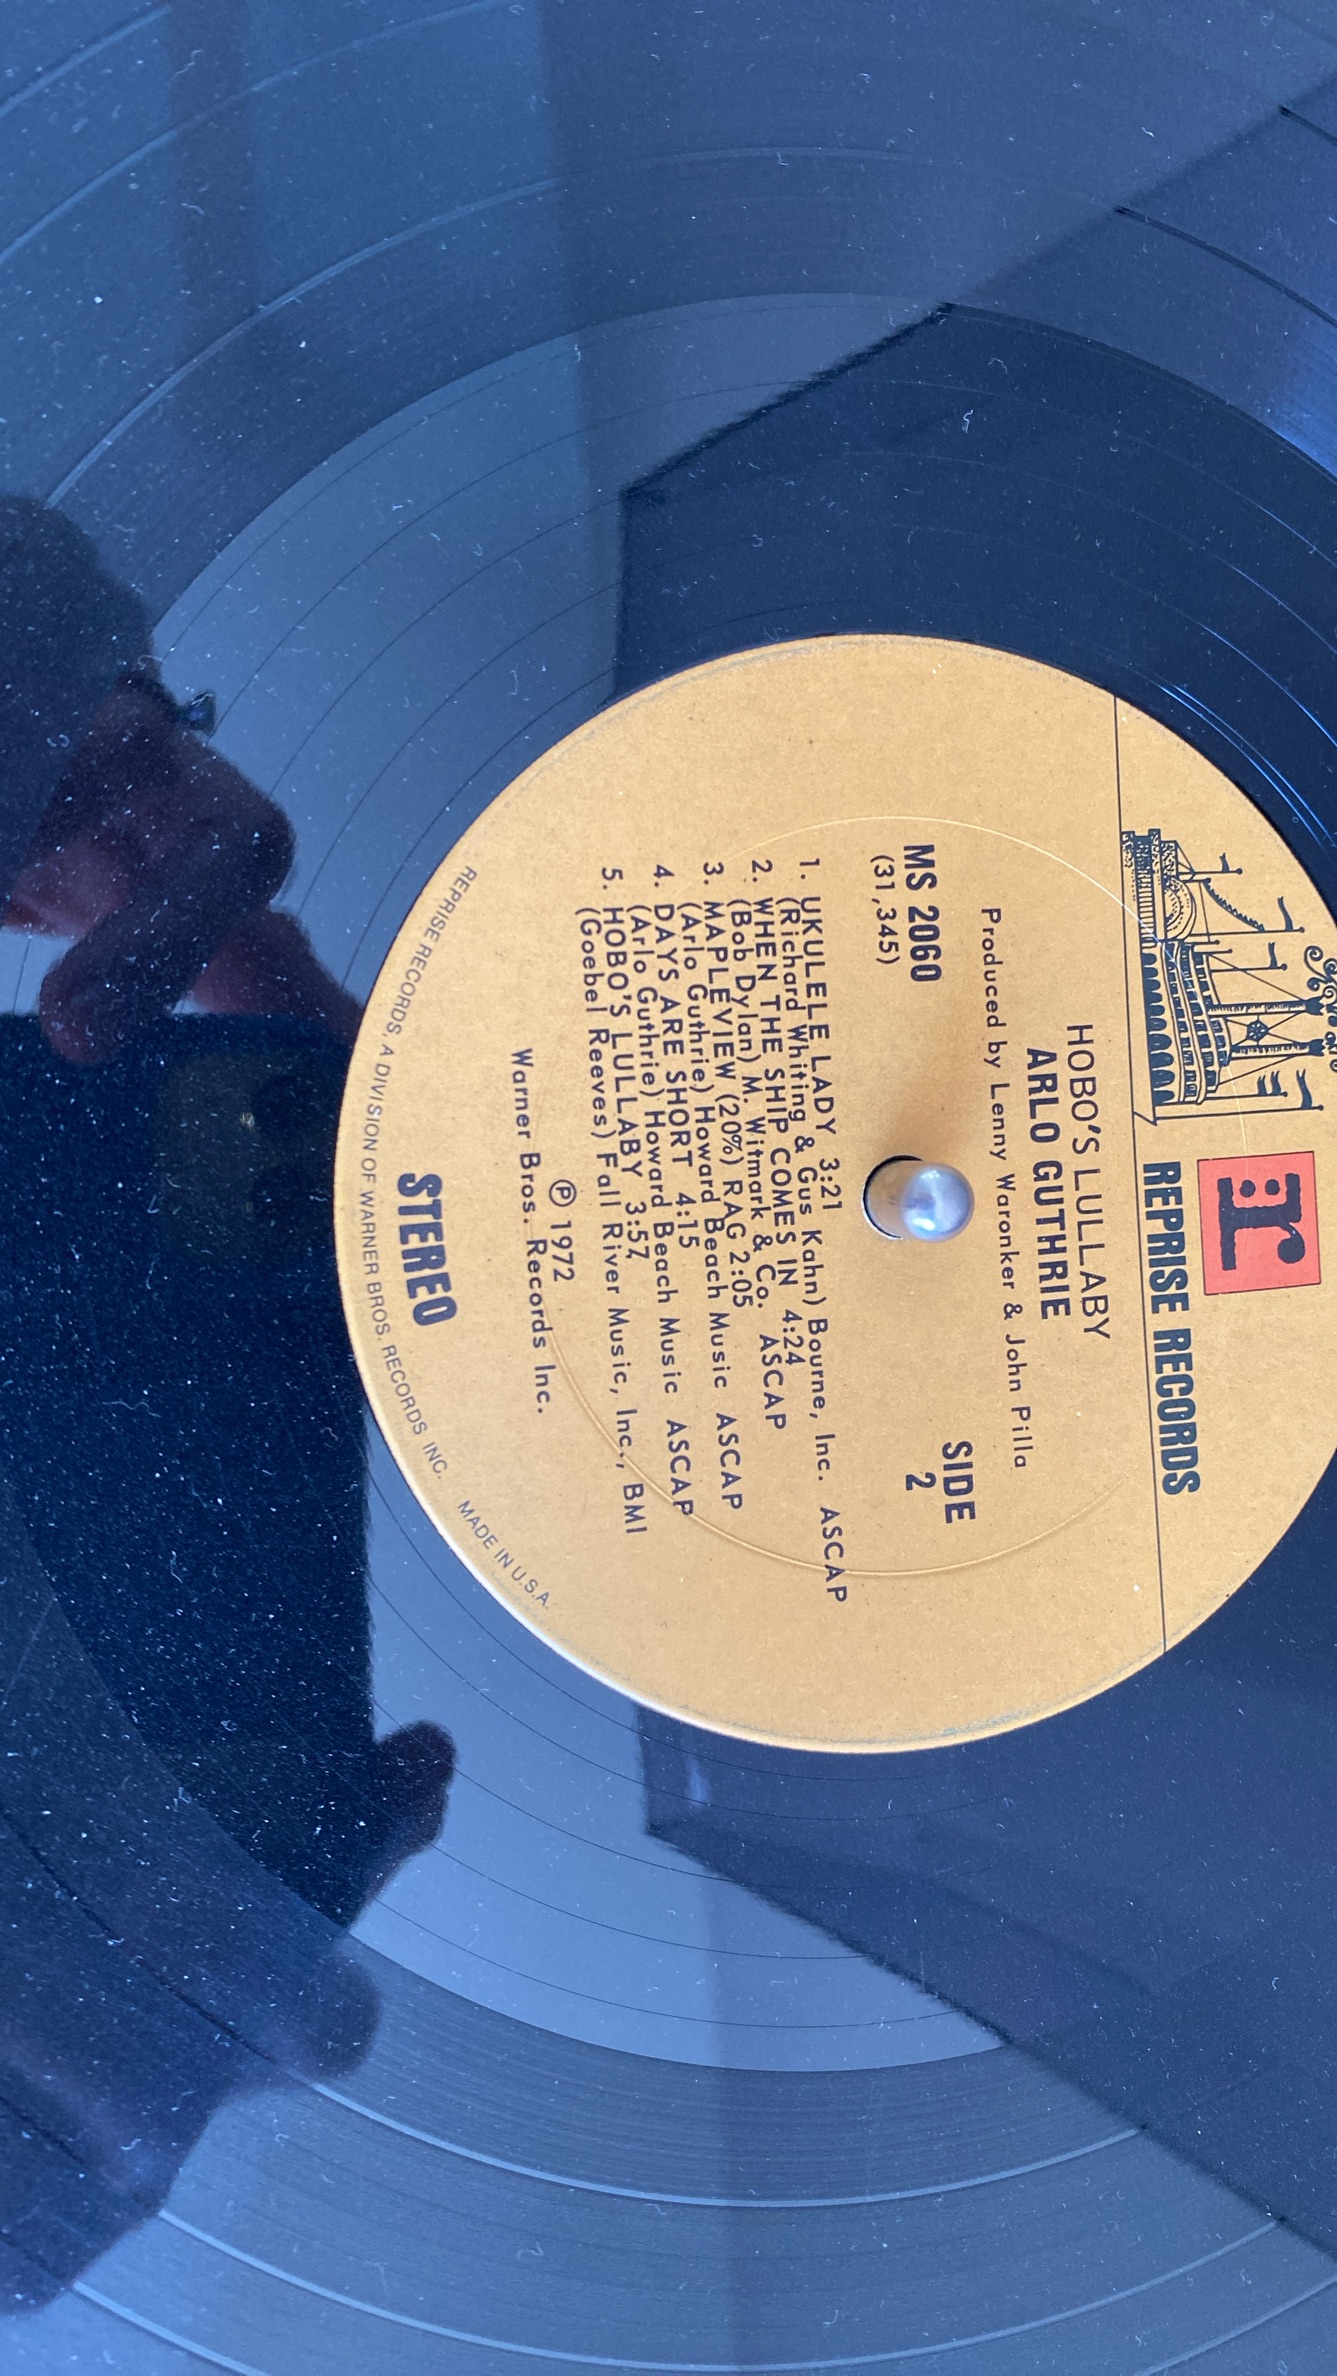 r:
REPRISE RECORDS
HOBO'S LULLABY
ARLO GUTHRIE
Produced by Lenny Waronker & John Pilla
MS 2060
(31,345)
SIDE
2
1. UKULELE LADY 3:21
(Richard Whiting & Gus Kahn) Bourne, Inc. ASCAP
2. WHEN THE SHIP COMES IN 4:24
(Bob Dylan) M. Witmark & Co. ASCAP
3. MAPLEVIEW (20%) RAG 2:05
(Arlo Guthrie) Howard Beach Music ASCAP
4. DAYS ARE SHORT 4:15
(Arlo Guthrie) Howard Beach Music ASCAP
5. HOBO'S LULLABY 3:57
(Goebel Reeves) Fall River Music, Inc., BMI
℗ 1972
Warner Bros. Records Inc.
STEREO
REPRISE RECORDS, A DIVISION OF WARNER BROS. RECORDS INC. MADE IN U.S.A.